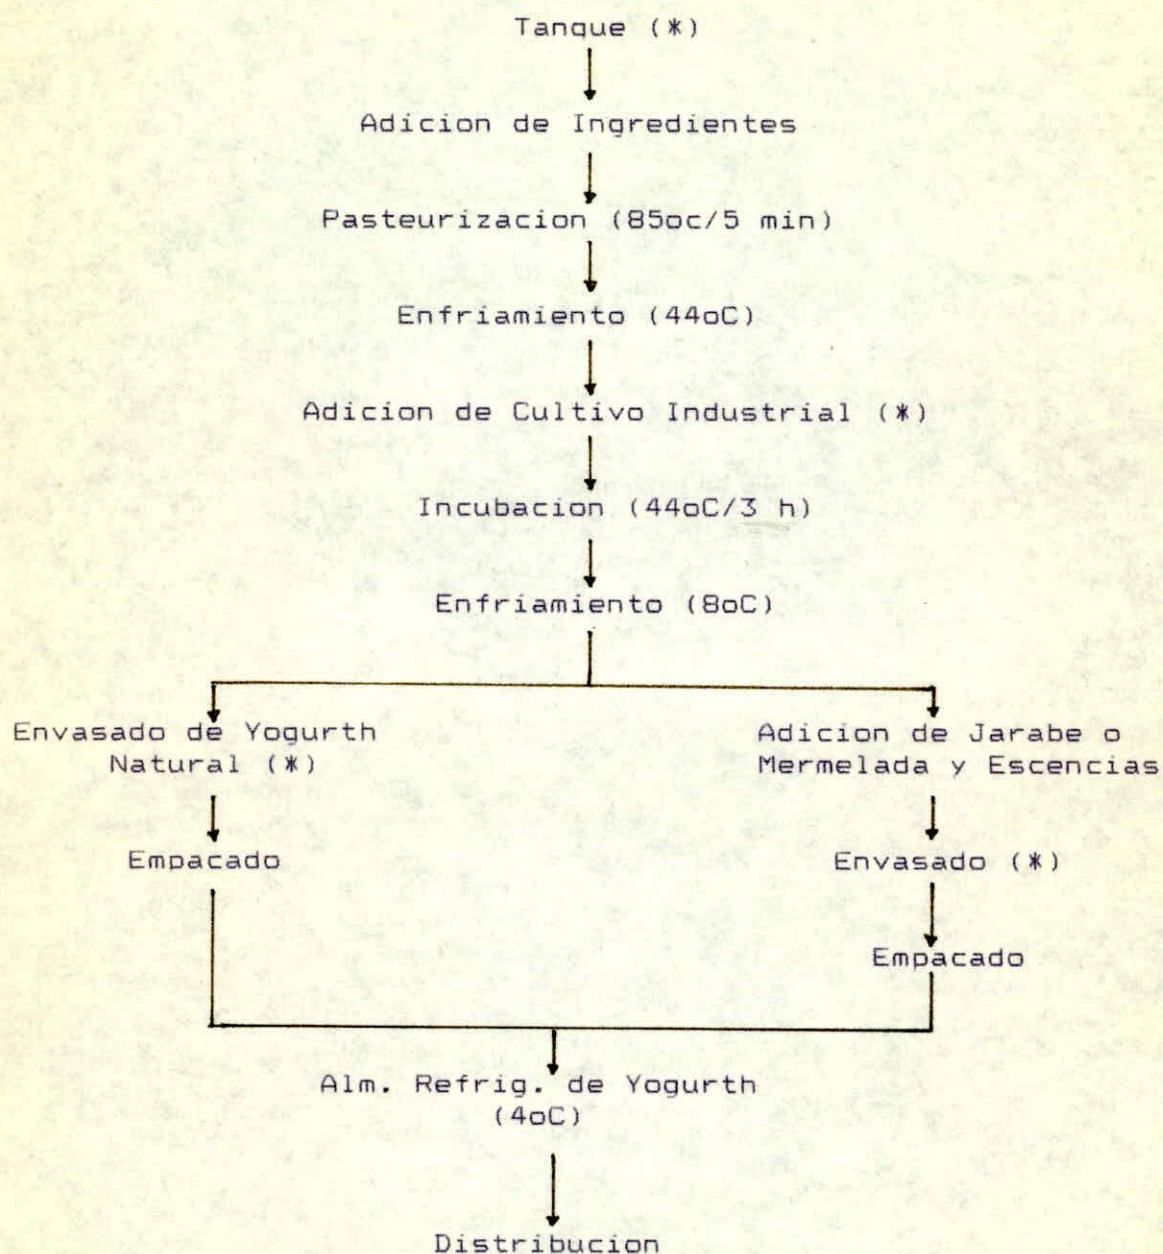 Tanque (*)
Adicion de Ingredientes
Pasteurizacion (85oc/5 min)
Enfriamiento (44oC)
Adicion de Cultivo Industrial (*)
Incubacion (44oC/3 h)
Enfriamiento (8oC)
Envasado de Yogurth
Natural (*)
Empacado
Adicion de Jarabe o
Mermelada y Escencias
Envasado (*)
Empacado
Alm. Refrig. de Yogurth
(4oC)
Distribucion